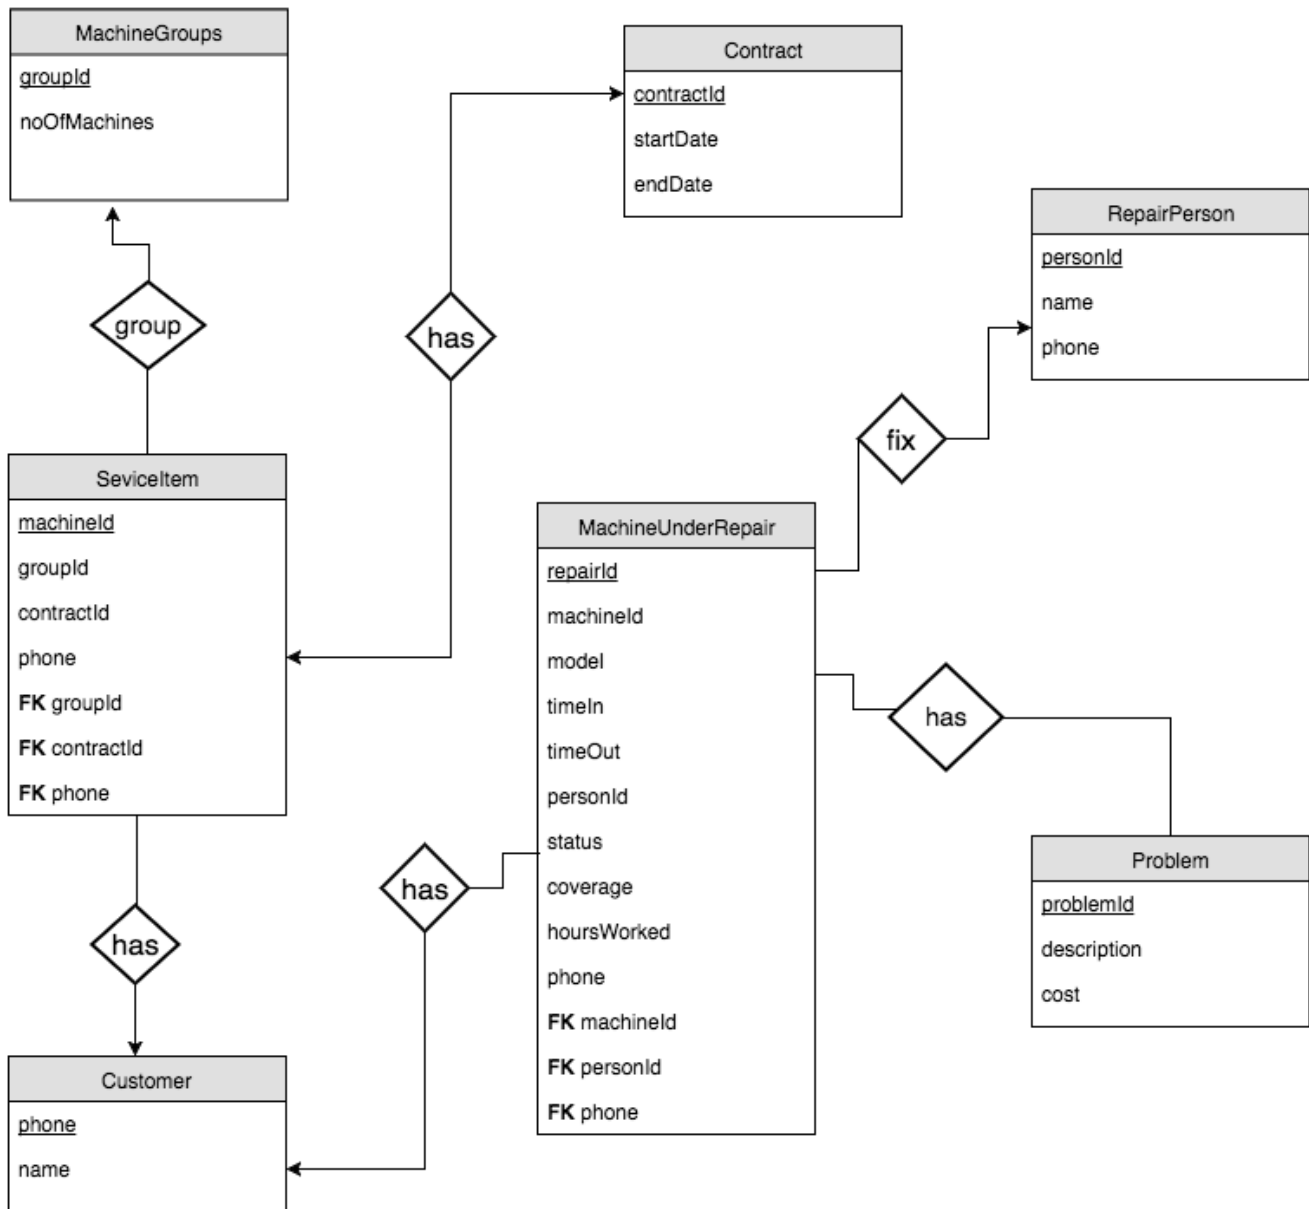 MachineGroups
groupId
noOfMachines
Contract
contractId
startDate
endDate
RepairPerson
personId
name
phone
group
has
fix
SeviceItem
machineId
groupId
contractId
phone
FK groupId
FK contractId
FK phone
MachineUnderRepair
repairId
machineId
model
timeIn
timeOut
personId
status
coverage
hoursWorked
phone
FK machineId
FK personId
FK phone
has
Problem
problemId
description
cost
has
has
Customer
phone
name